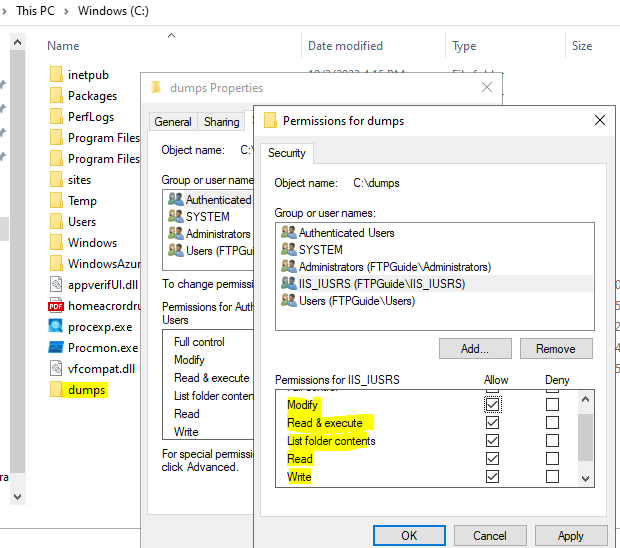 This PC > Windows (C:)
Name Date modified Type Size
inetpub
Packages
PerfLogs
Program Files
Program Files
sites
Temp
Users
Windows
WindowsAzur
appverifUI.dll
homeacrordru
procexp.exe
Procmon.exe
vfcompat.dll
dumps
dumps Properties
General Sharing
Object name: C:\
Group or user name
Authenticated
SYSTEM
Administrators
Users (FTPG
To change permis
Permissions for Auth
Users
Full control
Modify
Read & execute
List folder conten
Read
Write
For special permiss
click Advanced.
Permissions for dumps
Security
Object name: C:\dumps
Group or user names:
Authenticated Users
SYSTEM
Administrators (FTPGuide\Administrators)
IIS_IUSRS (FTPGuide\IIS_IUSRS)
Users (FTPGuide\Users)
Add... Remove
Permissions for IIS_IUSRS Allow Deny
Modify
Read & execute
List folder contents
Read
Write
OK Cancel Apply